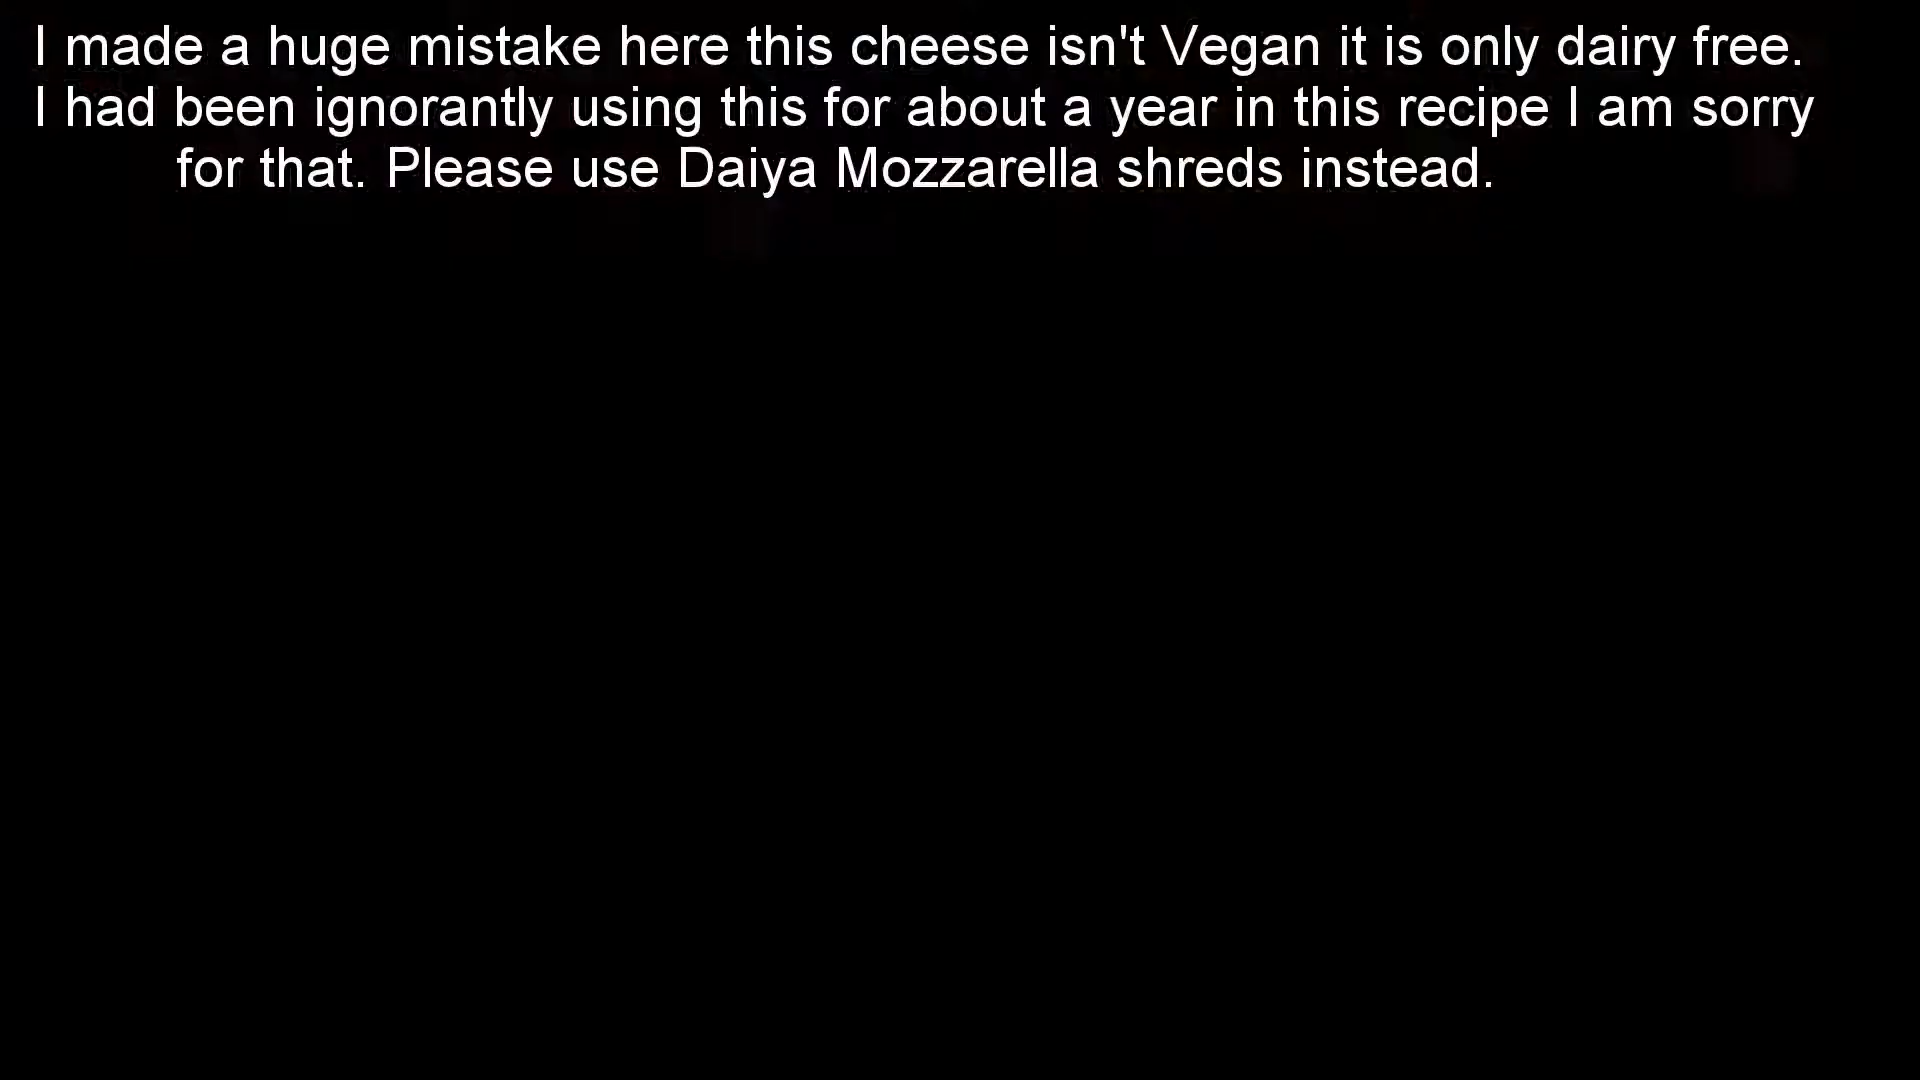 I made a huge mistake here this cheese isn't Vegan it is only dairy free.
I had been ignorantly using this for about a year in this recipe I am sorry
for that. Please use Daiya Mozzarella shreds instead.